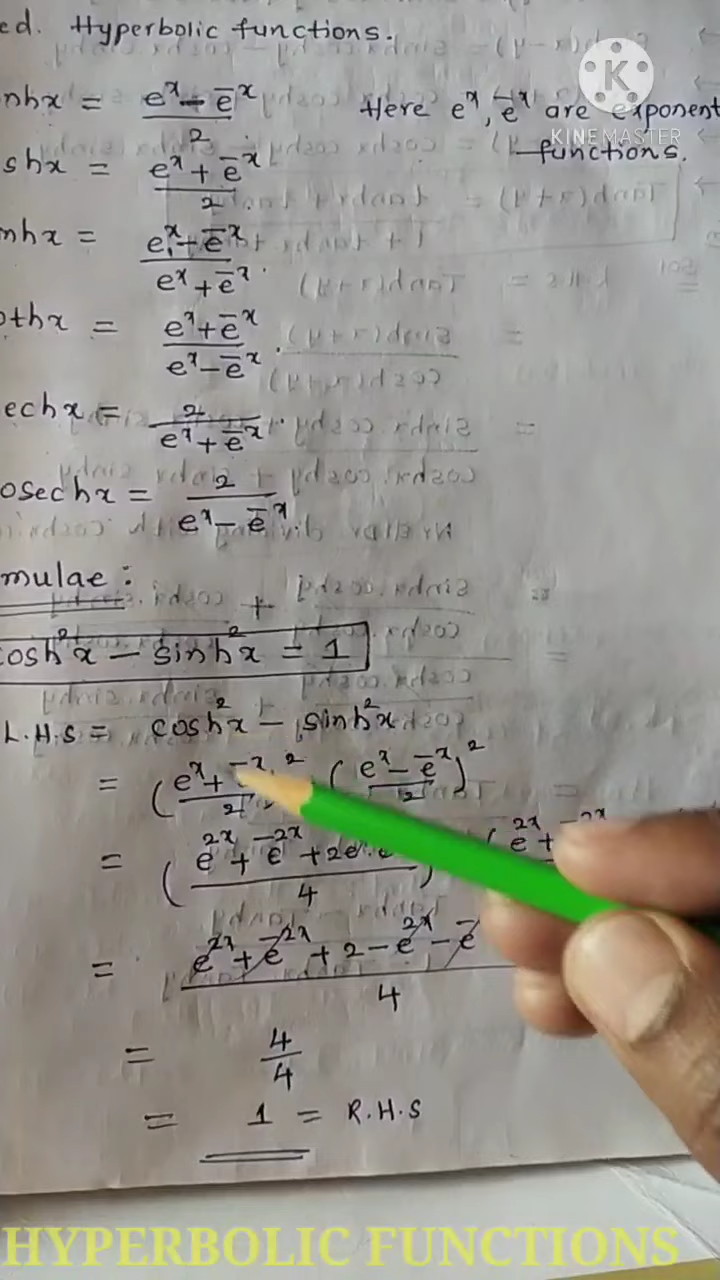 ed. Hyperbolic functions.
nhx = e^x - e^-x / 2 Here e^x, e^-x are exponent
KINEMASTER
shx = e^x + e^-x / 2 functions.
nhx = e^x - e^-x / e^x + e^-x.
othx = e^x + e^-x / e^x - e^-x.
echx = 2 / e^x + e^-x.
osechx = 2 / e^x - e^-x.
mulae:
cosh²x - sinh²x = 1
L.H.S = cosh²x - sinh²x
= (e^x + ^-x / 2 ² (e^x - e^-x / 2)²
= (e^2x + e^-2x + 2e^x. / 4) (e^2x +
= e^2x + e^-2x + 2 - e^2x - e / 4
= 4/4
= 1 = R.H.S
HYPERBOLIC FUNCTIONS